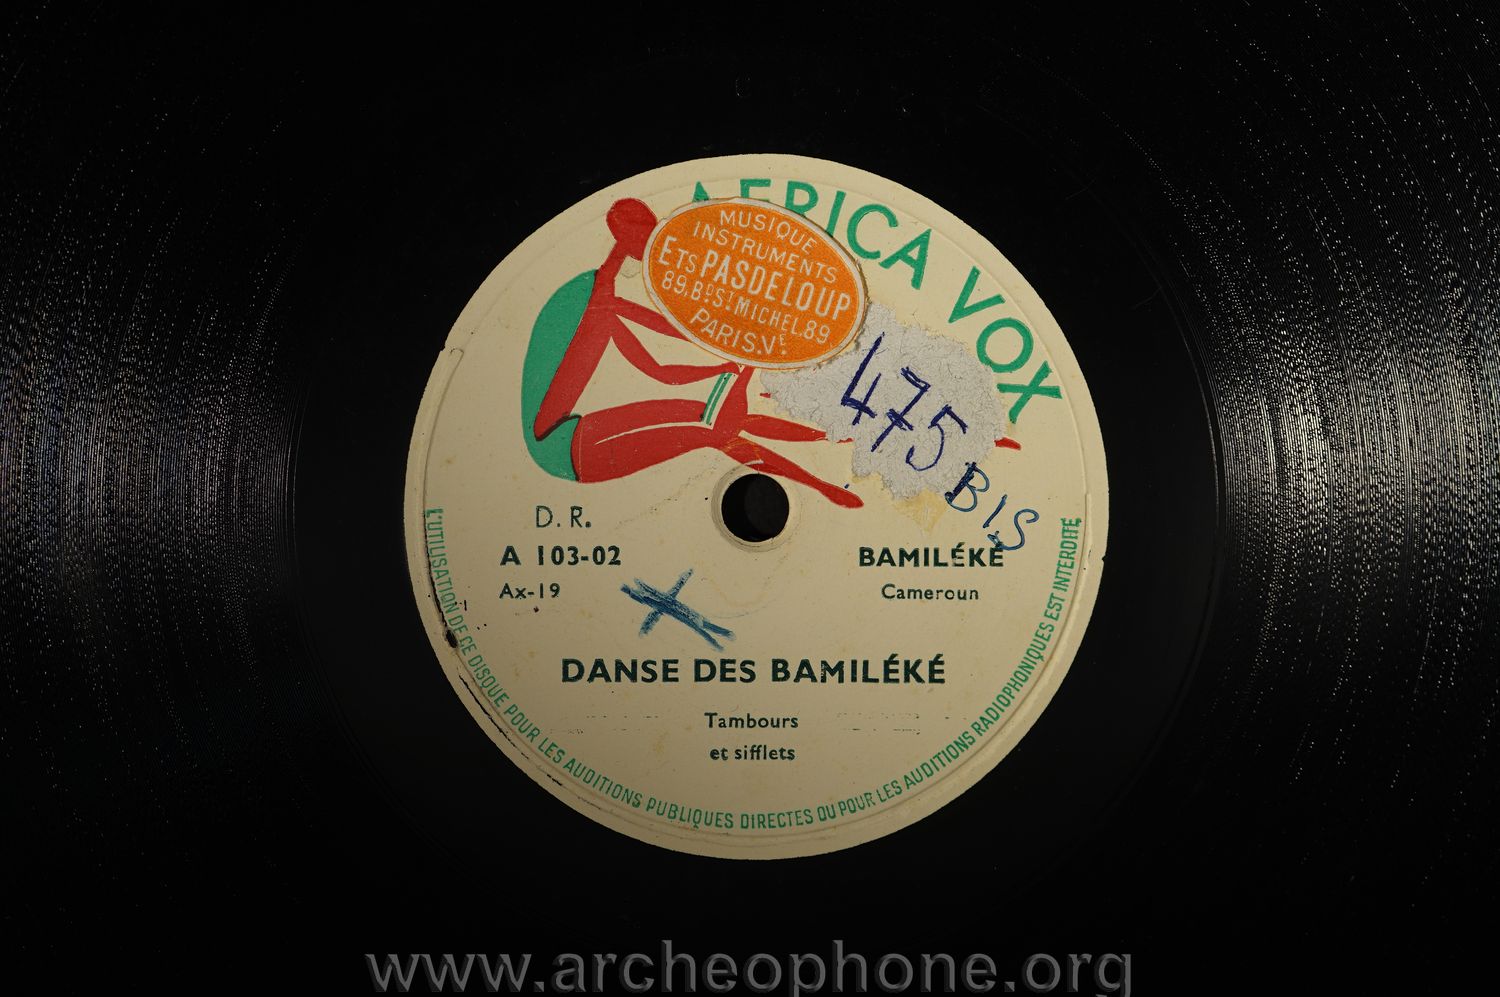 AFRICA VOX
MUSIQUE
INSTRUMENTS
ETS PASDELOUP
89, BD ST MICHEL, 89
PARIS.VE.
475
BIS
D. R.
A 103-02
Ax-19
BAMILÉKÉ
Cameroun
DANSE DES BAMILÉKÉ
Tambours
et sifflets
L'UTILISATION DE CE DISQUE POUR LES AUDITIONS PUBLIQUES DIRECTES OU POUR LES AUDITIONS RADIOPHONIQUES EST INTERDITE
www.archeophone.org